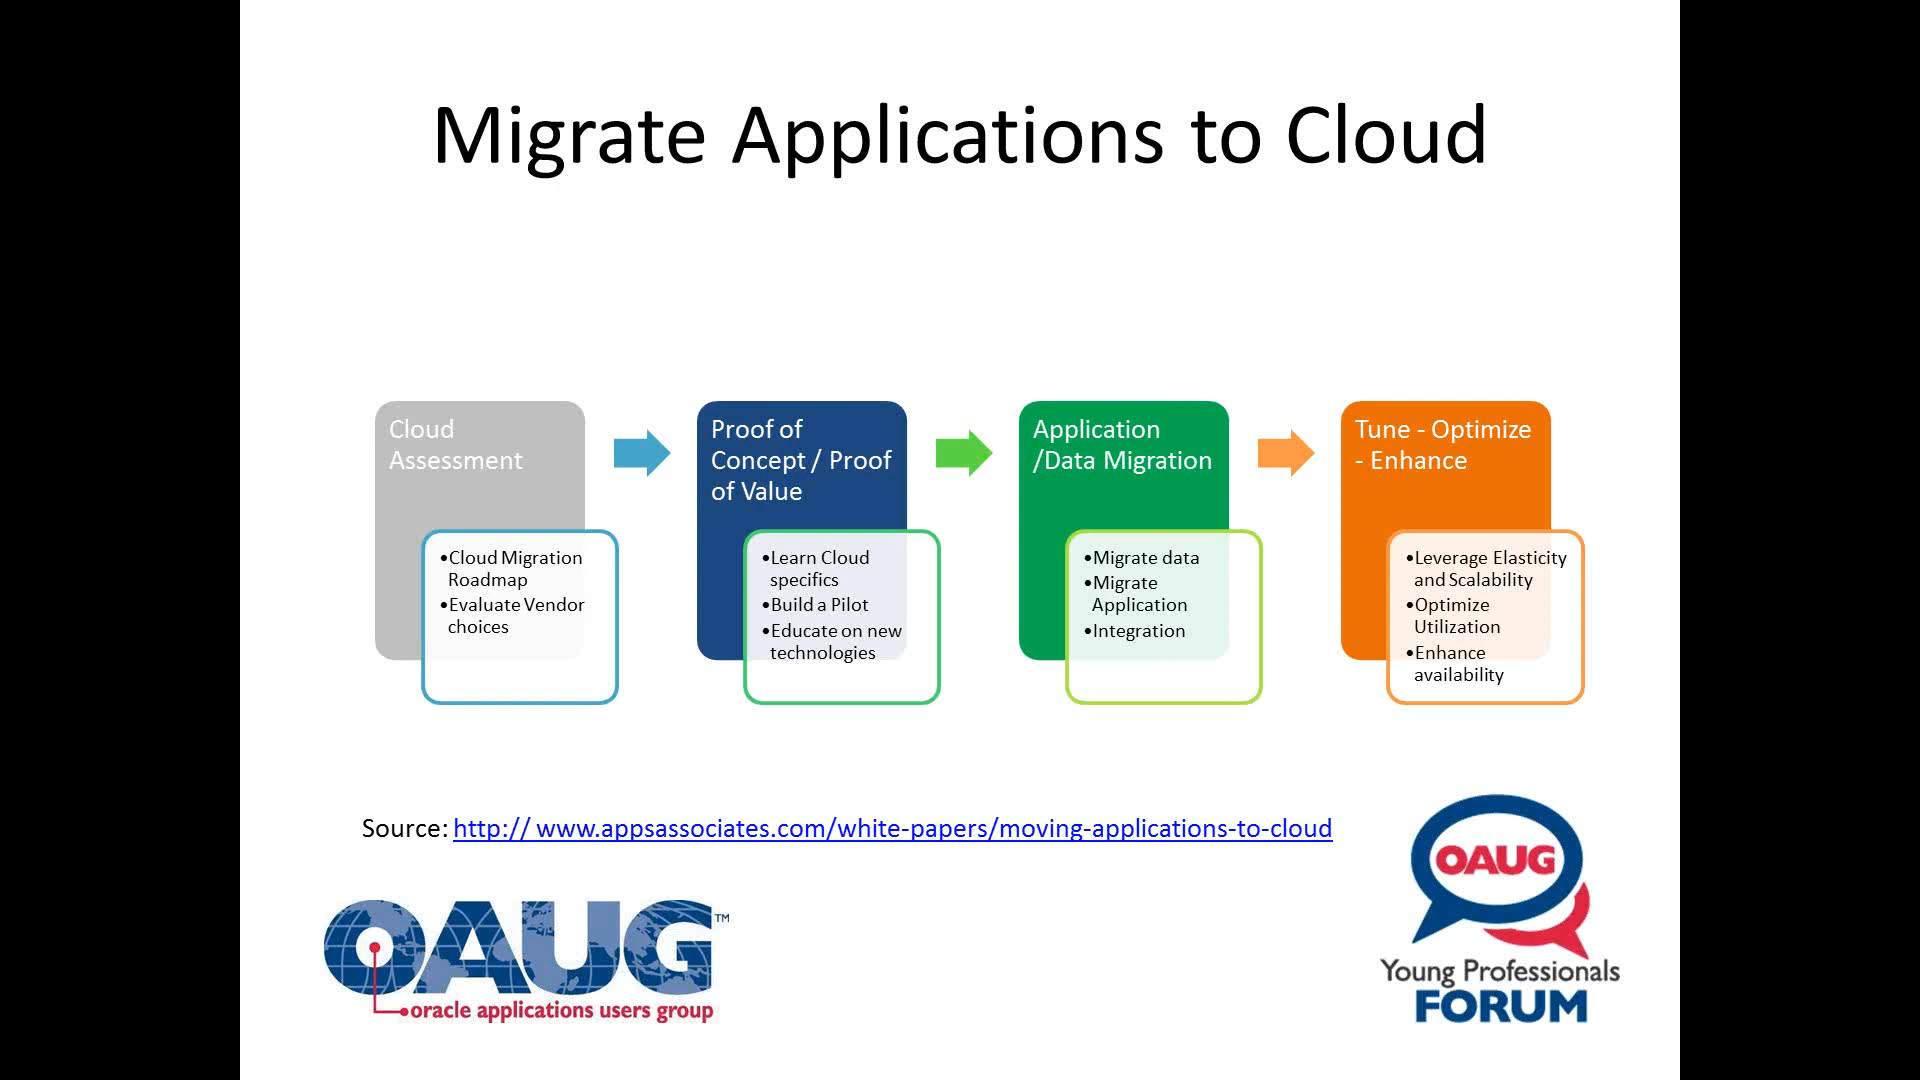 Migrate Applications to Cloud
Cloud
Assessment
•Cloud Migration
Roadmap
•Evaluate Vendor
choices
Proof of
Concept / Proof
of Value
•Learn Cloud
specifics
•Build a Pilot
•Educate on new
technologies
Application
/Data Migration
•Migrate data
•Migrate
Application
•Integration
Tune - Optimize
- Enhance
•Leverage Elasticity
and Scalability
•Optimize
Utilization
•Enhance
availability
Source: http:// www.appsassociates.com/white-papers/moving-applications-to-cloud
OAUG™
oracle applications users group
OAUG
Young Professionals
FORUM